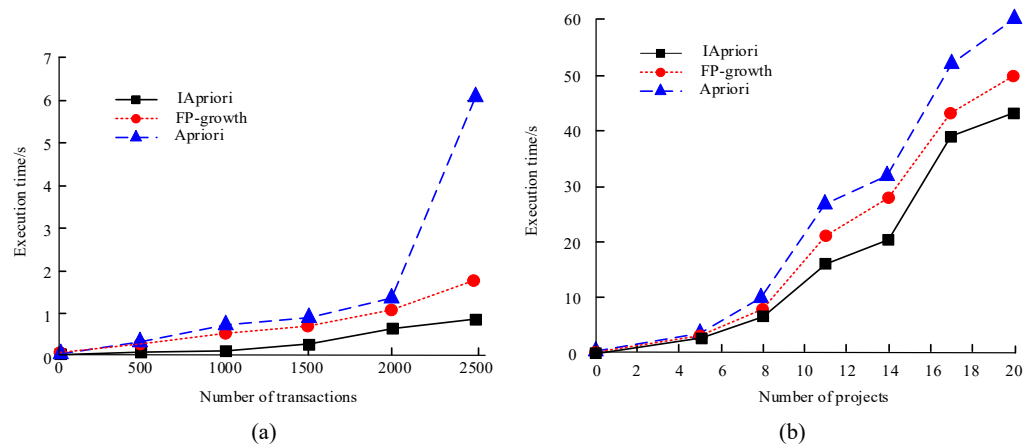 7
6
5
4
3
2
1
0
Execution time/s
IApriori
FP-growth
Apriori
0 500 1000 1500 2000 2500
Number of transactions
(a)
60
50
40
30
20
10
0
Execution time/s
IApriori
FP-growth
Apriori
0 2 4 6 8 10 12 14 16 17 20
Number of projects
(b)